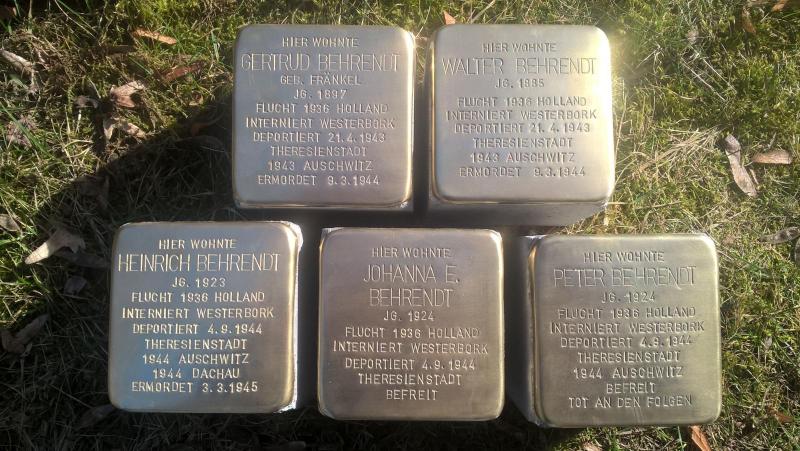 HIER WOHNTE
GERTRUD BEHRENDT
GEB. FRÄNKEL
JG. 1897
FLUCHT 1936 HOLLAND
INTERNIERT WESTERBORK
DEPORTIERT 21.4.1943
THERESIENSTADT
1943 AUSCHWITZ
ERMORDET 9.3.1944
HIER WOHNTE
WALTER BEHRENDT
JG. 1885
FLUCHT 1936 HOLLAND
INTERNIERT WESTERBORK
DEPORTIERT 21.4.1943
THERESIENSTADT
1943 AUSCHWITZ
ERMORDET 9.3.1944
HIER WOHNTE
HEINRICH BEHRENDT
JG. 1923
FLUCHT 1936 HOLLAND
INTERNIERT WESTERBORK
DEPORTIERT 4.9.1944
THERESIENSTADT
1944 AUSCHWITZ
1944 DACHAU
ERMORDET 3.3.1945
HIER WOHNTE
JOHANNA E.
BEHRENDT
JG. 1924
FLUCHT 1936 HOLLAND
INTERNIERT WESTERBORK
DEPORTIERT 4.9.1944
THERESIENSTADT
BEFREIT
HIER WOHNTE
PETER BEHRENDT
JG. 1924
FLUCHT 1936 HOLLAND
INTERNIERT WESTERBORK
DEPORTIERT 4.9.1944
THERESIENSTADT
1944 AUSCHWITZ
BEFREIT
TOT AN DEN FOLGEN